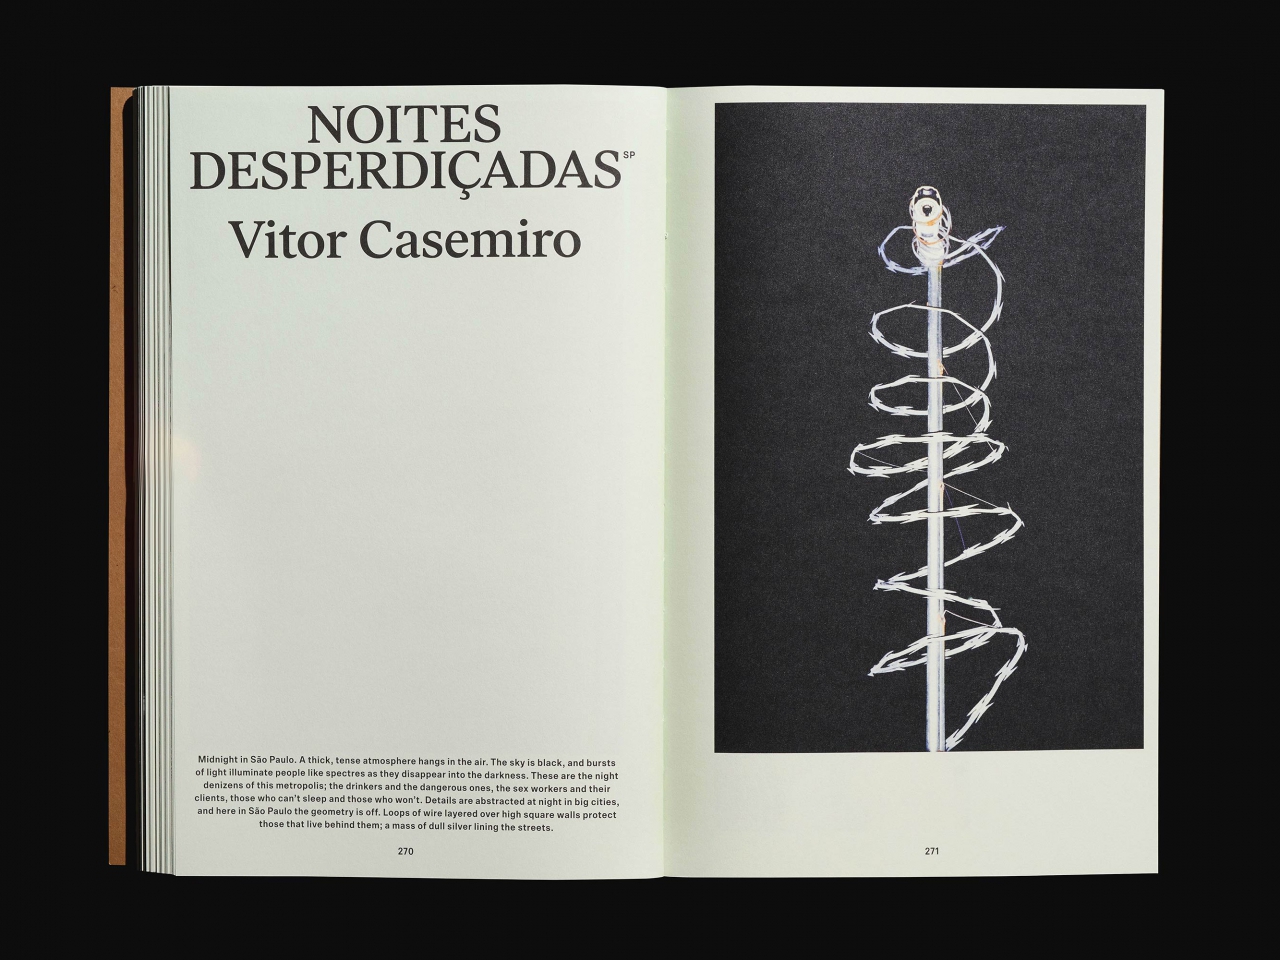 NOITES
DESPERDIÇADAS SP
Vitor Casemiro
Midnight in São Paulo. A thick, tense atmosphere hangs in the air. The sky is black, and bursts
of light illuminate people like spectres as they disappear into the darkness. These are the night
denizens of this metropolis; the drinkers and the dangerous ones, the sex workers and their
clients, those who can't sleep and those who won't. Details are abstracted at night in big cities,
and here in São Paulo the geometry is off. Loops of wire layered over high square walls protect
those that live behind them; a mass of dull silver lining the streets.
270
271